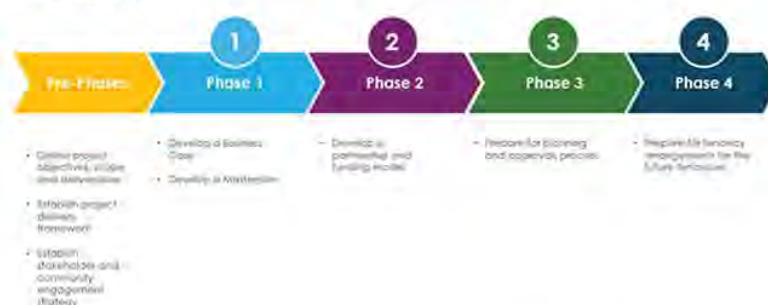 1
2
3
4
Pre-Phases
Phase 1
Phase 2
Phase 3
Phase 4
• Define project
objectives, scope
and deliverables
• Establish project
delivery
framework
• Establish
stakeholder and
community
engagement
strategy
• Develop a Business
Case
• Develop a Masterplan
– Develop a
partnership and
funding model
– Prepare for planning
and approvals process
– Prepare for tenancy
arrangements for the
future tenancies